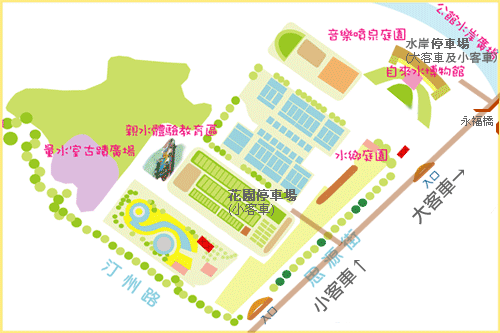 公館水岸廣場
音樂噴泉庭園
水岸停車場
(大客車及小客車)
自來水博物館
永福橋
親水體驗教育區
量水室古蹟廣場
水鄉庭園
入口
大客車→
花園停車場
(小客車)
思源街
小客車↑
汀州路
入口